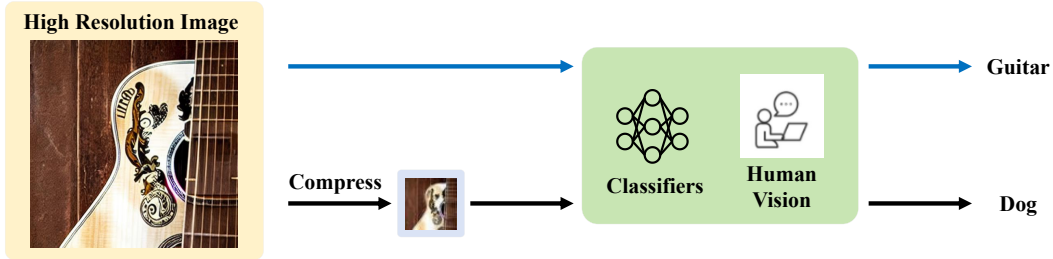 High Resolution Image
Guitar
Compress
Classifiers
Human
Vision
Dog